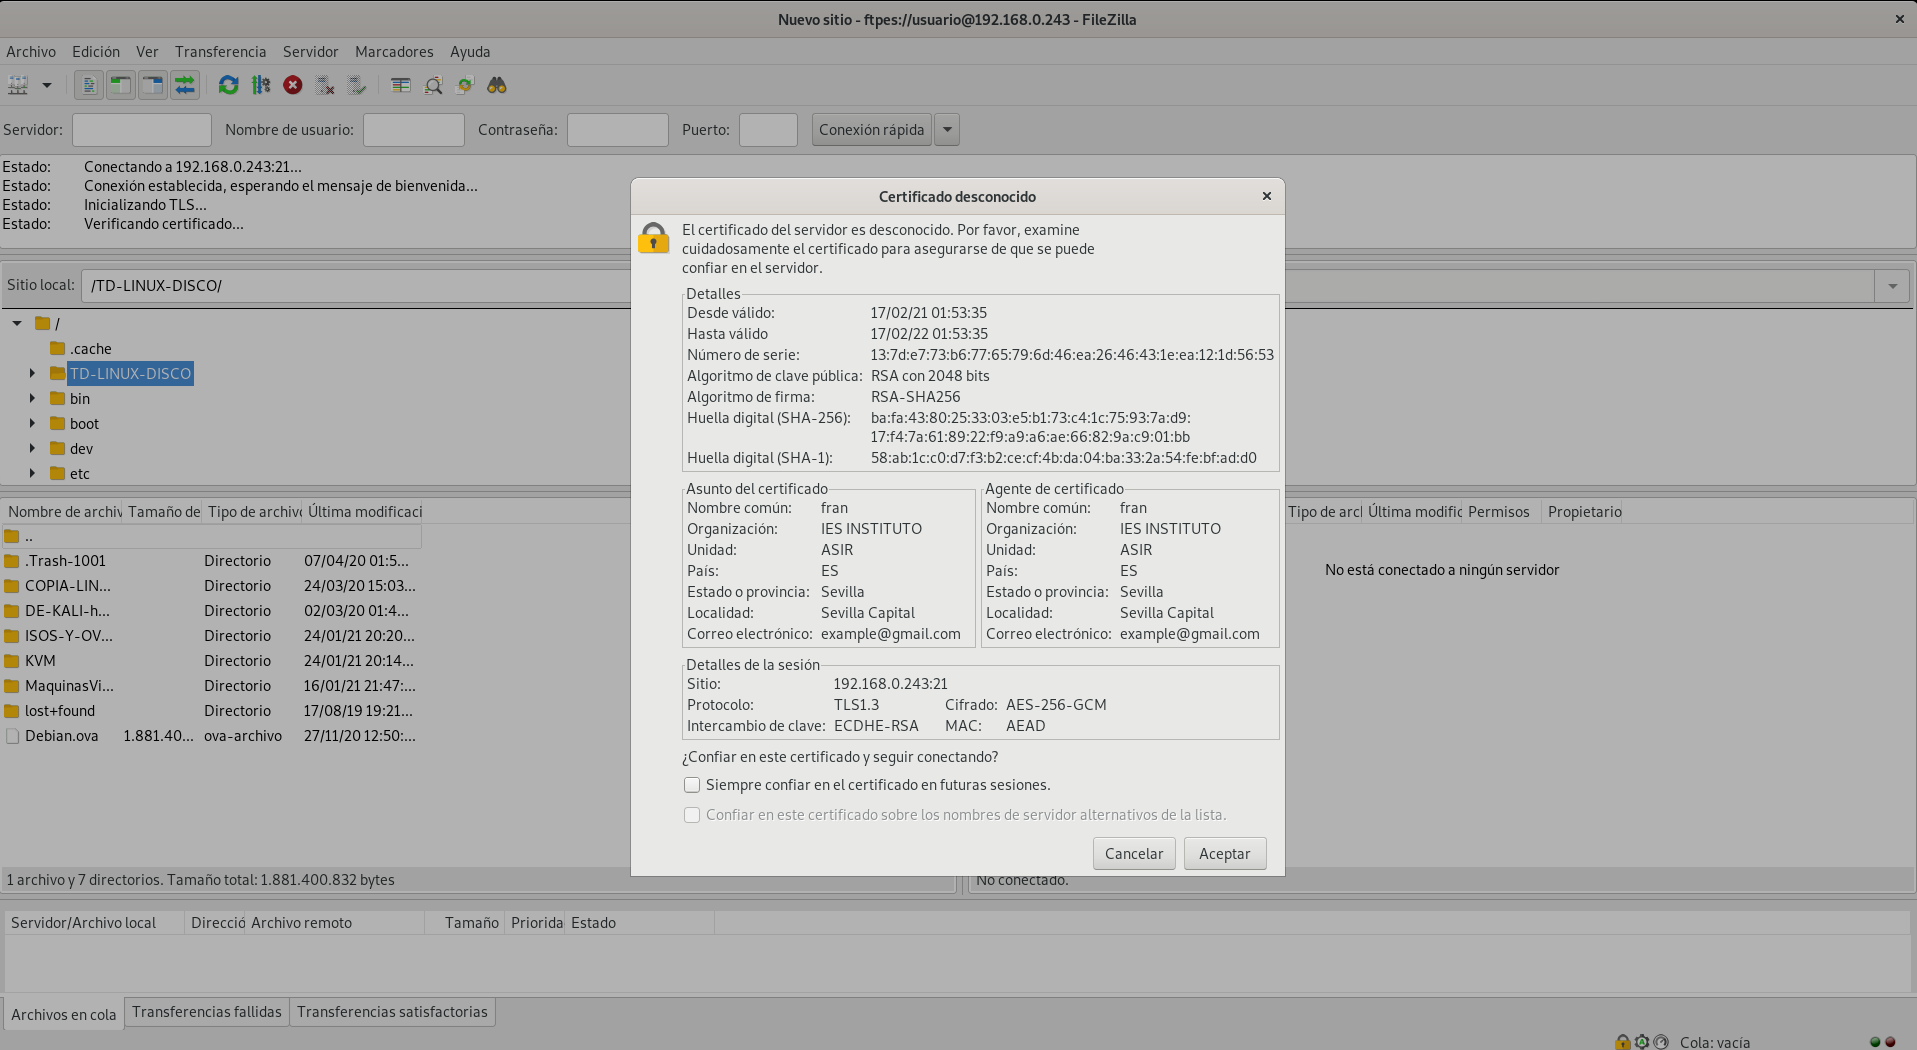 Nuevo sitio - ftpes://usuario@192.168.0.243 - FileZilla
Archivo Edición Ver Transferencia Servidor Marcadores Ayuda
Servidor: Nombre de usuario: Contraseña: Puerto: Conexión rápida
Estado: Conectando a 192.168.0.243:21...
Estado: Conexión establecida, esperando el mensaje de bienvenida...
Estado: Inicializando TLS...
Estado: Verificando certificado...
Sitio local: /TD-LINUX-DISCO/
/
.cache
TD-LINUX-DISCO
bin
boot
dev
etc
Nombre de archiv Tamaño de Tipo de archivo Última modificaci
..
.Trash-1001 Directorio 07/04/20 01:5...
COPIA-LIN... Directorio 24/03/20 15:03...
DE-KALI-h... Directorio 02/03/20 01:4...
ISOS-Y-OV... Directorio 24/01/21 20:20...
KVM Directorio 24/01/21 20:14...
MaquinasVi... Directorio 16/01/21 21:47:...
lost+found Directorio 17/08/19 19:21...
Debian.ova 1.881.40... ova-archivo 27/11/20 12:50:...
1 archivo y 7 directorios. Tamaño total: 1.881.400.832 bytes
Certificado desconocido
El certificado del servidor es desconocido. Por favor, examine
cuidadosamente el certificado para asegurarse de que se puede
confiar en el servidor.
Detalles
Desde válido: 17/02/21 01:53:35
Hasta válido 17/02/22 01:53:35
Número de serie: 13:7d:e7:73:b6:77:65:79:6d:46:ea:26:46:43:1e:ea:12:1d:56:53
Algoritmo de clave pública: RSA con 2048 bits
Algoritmo de firma: RSA-SHA256
Huella digital (SHA-256): ba:fa:43:80:25:33:03:e5:b1:73:c4:1c:75:93:7a:d9:
17:f4:7a:61:89:22:f9:a9:a6:ae:66:82:9a:c9:01:bb
Huella digital (SHA-1): 58:ab:1c:c0:d7:f3:b2:ce:cf:4b:da:04:ba:33:2a:54:fe:bf:ad:d0
Asunto del certificado
Nombre común: fran
Organización: IES INSTITUTO
Unidad: ASIR
País: ES
Estado o provincia: Sevilla
Localidad: Sevilla Capital
Correo electrónico: example@gmail.com
Agente de certificado
Nombre común: fran
Organización: IES INSTITUTO
Unidad: ASIR
País: ES
Estado o provincia: Sevilla
Localidad: Sevilla Capital
Correo electrónico: example@gmail.com
Detalles de la sesión
Sitio: 192.168.0.243:21
Protocolo: TLS1.3 Cifrado: AES-256-GCM
Intercambio de clave: ECDHE-RSA MAC: AEAD
¿Confiar en este certificado y seguir conectando?
Siempre confiar en el certificado en futuras sesiones.
Confiar en este certificado sobre los nombres de servidor alternativos de la lista.
Cancelar Aceptar
Tipo de arcl Última modific Permisos Propietario
No está conectado a ningún servidor
No conectado.
Servidor/Archivo local Direcció Archivo remoto Tamaño Priorida Estado
Archivos en cola Transferencias fallidas Transferencias satisfactorias
Cola: vacía